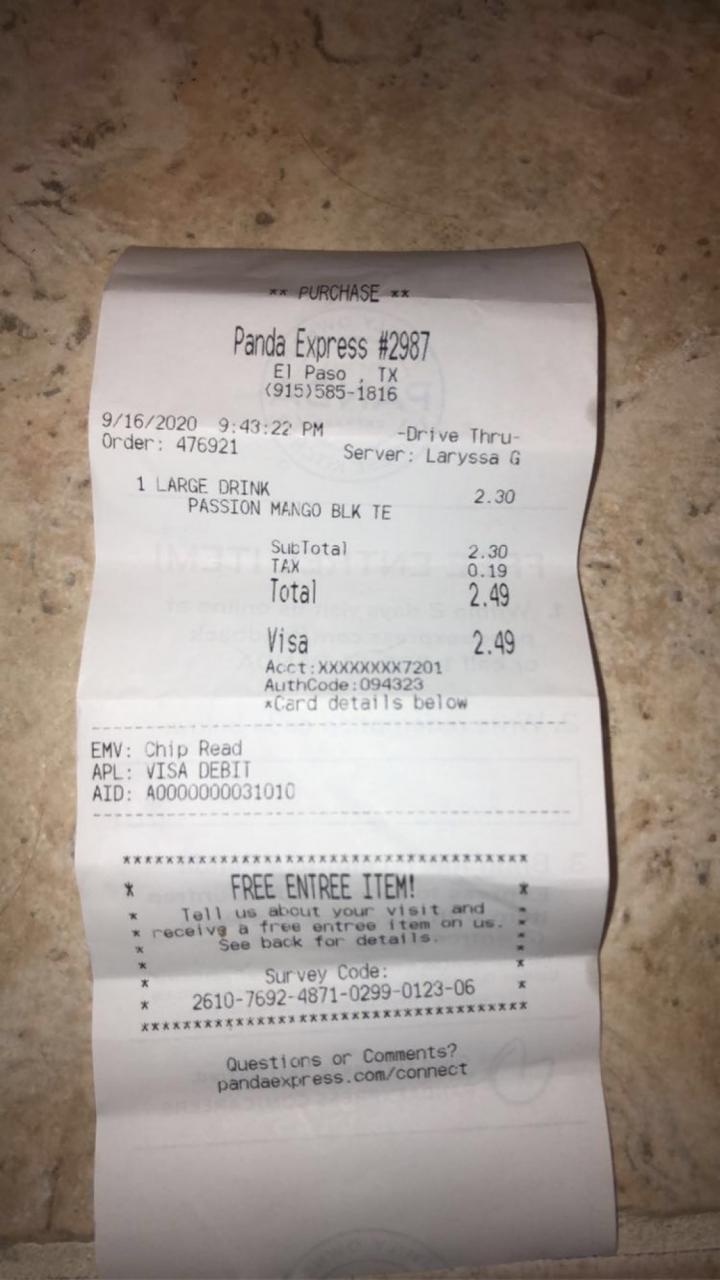 ** PURCHASE **
Panda Express #2987
El Paso , TX
(915)585-1816
9/16/2020 9:43:22 PM -Drive Thru-
Order: 476921 Server: Laryssa G
1 LARGE DRINK 2.30
PASSION MANGO BLK TE
SubTotal 2.30
TAX 0.19
Total 2.49
Visa 2.49
Acct:XXXXXXXX7201
AuthCode:094323
*Card details below
EMV: Chip Read
APL: VISA DEBIT
AID: A0000000031010
FREE ENTREE ITEM!
Tell us about your visit and
receive a free entree item on us.
See back for details.
Survey Code:
2610-7692-4871-0299-0123-06
Questions or Comments?
pandaexpress.com/connect